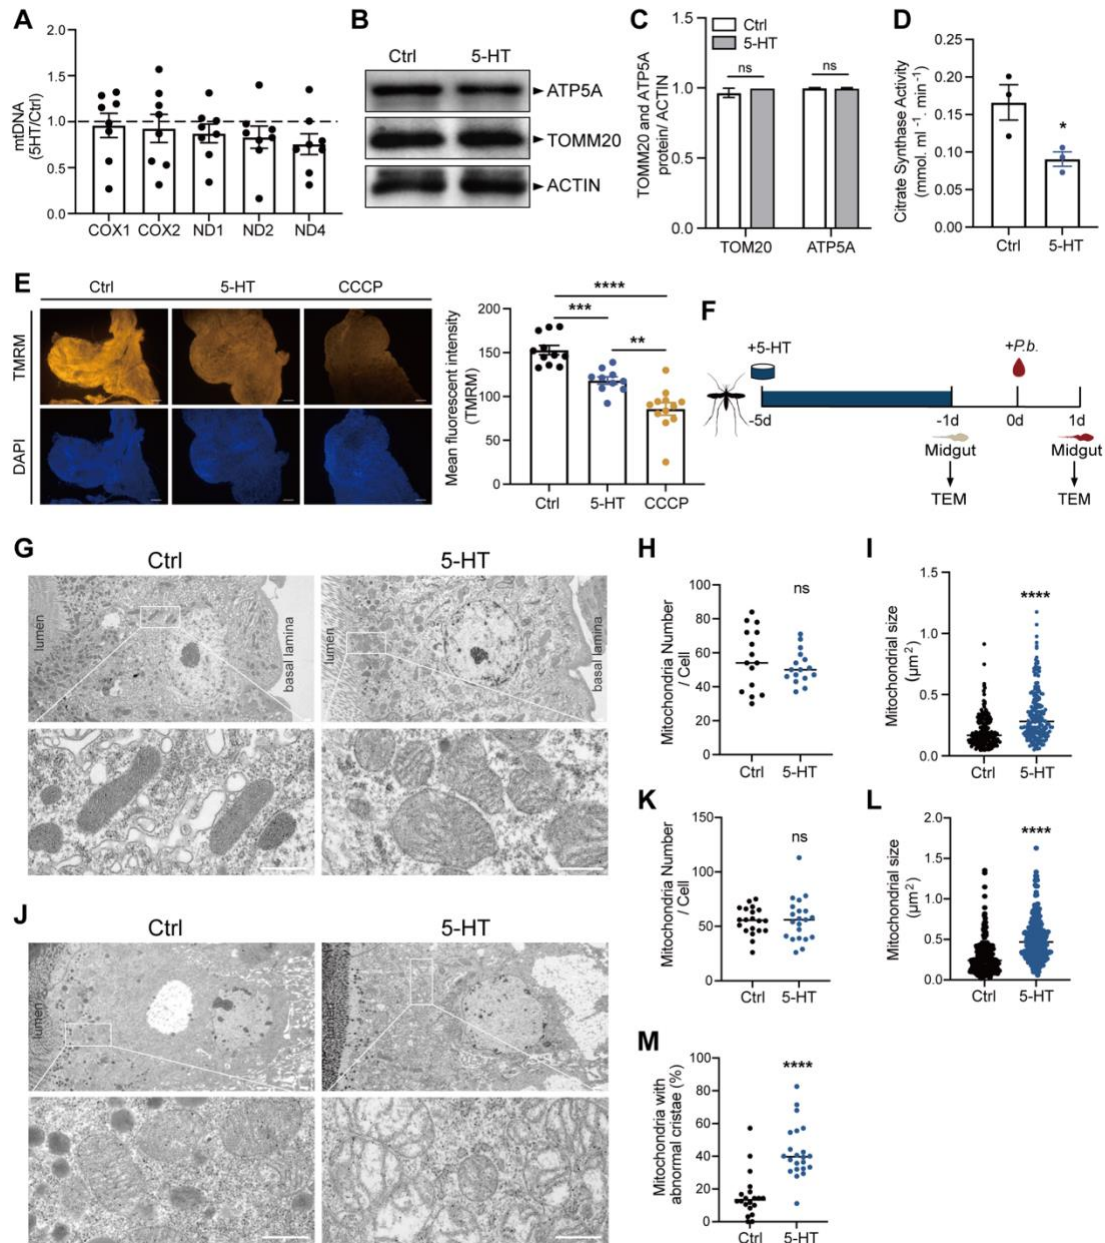 A
2.0
1.5
1.0
0.5
0.0
mtDNA
(5HT/Ctrl)
COX1 COX2 ND1 ND2 ND4
B
Ctrl 5-HT
ATP5A
TOMM20
ACTIN
C
Ctrl
5-HT
1.5
1.0
0.5
0.0
TOMM20 and ATP5A
protein/ ACTIN
ns ns
TOM20 ATP5A
D
0.25
0.20
0.15
0.10
0.05
0.00
Citrate Synthase Activity
(mmol. ml -1. min-1)
*
Ctrl 5-HT
E
Ctrl 5-HT CCCP
TMRM
DAPI
200
150
100
50
0
Mean fluorescent intensity
(TMRM)
****
***
**
Ctrl 5-HT CCCP
F
+5-HT
+P.b.
-5d -1d 0d 1d
Midgut Midgut
TEM TEM
G
Ctrl 5-HT
lumen
basal lamina
lumen
basal lamina
H
100
80
60
40
20
0
Mitochondria Number
/ Cell
ns
Ctrl 5-HT
I
1.5
1.0
0.5
0.0
Mitochondrial size
(µm2)
****
Ctrl 5-HT
J
Ctrl 5-HT
lumen
lumen
K
150
100
50
0
Mitochondria Number
/ Cell
ns
Ctrl 5-HT
L
2.0
1.5
1.0
0.5
0.0
Mitochondrial size
(µm2)
****
Ctrl 5-HT
M
100
80
60
40
20
0
Mitochondria with
abnormal cristae (%)
****
Ctrl 5-HT